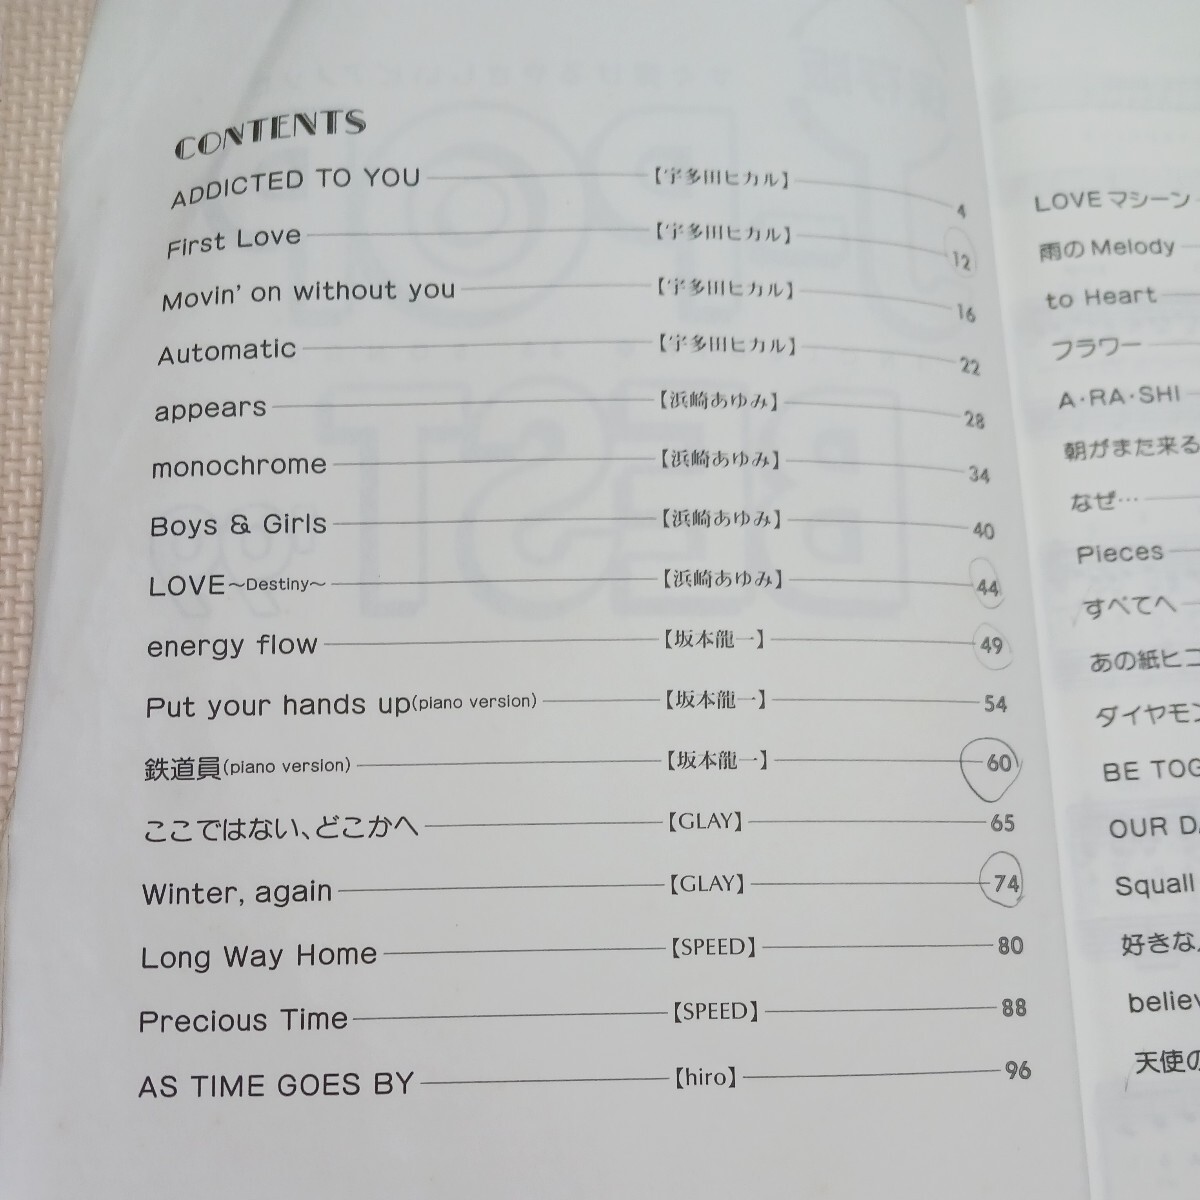 CONTENTS
ADDICTED TO YOU【宇多田ヒカル】4
First Love【宇多田ヒカル】12
Movin' on without you【宇多田ヒカル】16
Automatic【宇多田ヒカル】22
appears【浜崎あゆみ】28
monochrome【浜崎あゆみ】34
Boys & Girls【浜崎あゆみ】40
LOVE～Destiny～【浜崎あゆみ】44
energy flow【坂本龍一】49
Put your hands up(piano version)【坂本龍一】54
鉄道員(piano version)【坂本龍一】60
ここではない、どこかへ【GLAY】65
Winter, again【GLAY】74
Long Way Home【SPEED】80
Precious Time【SPEED】88
AS TIME GOES BY【hiro】96
LOVEマシーン
雨のMelody
to Heart
フラワー
A・RA・SHI
朝がまた来る
なぜ…
Pieces
すべてへ
あの紙ヒコ
ダイヤモン
BE TOG
OUR DA
Squall
好きな
believ
天使の